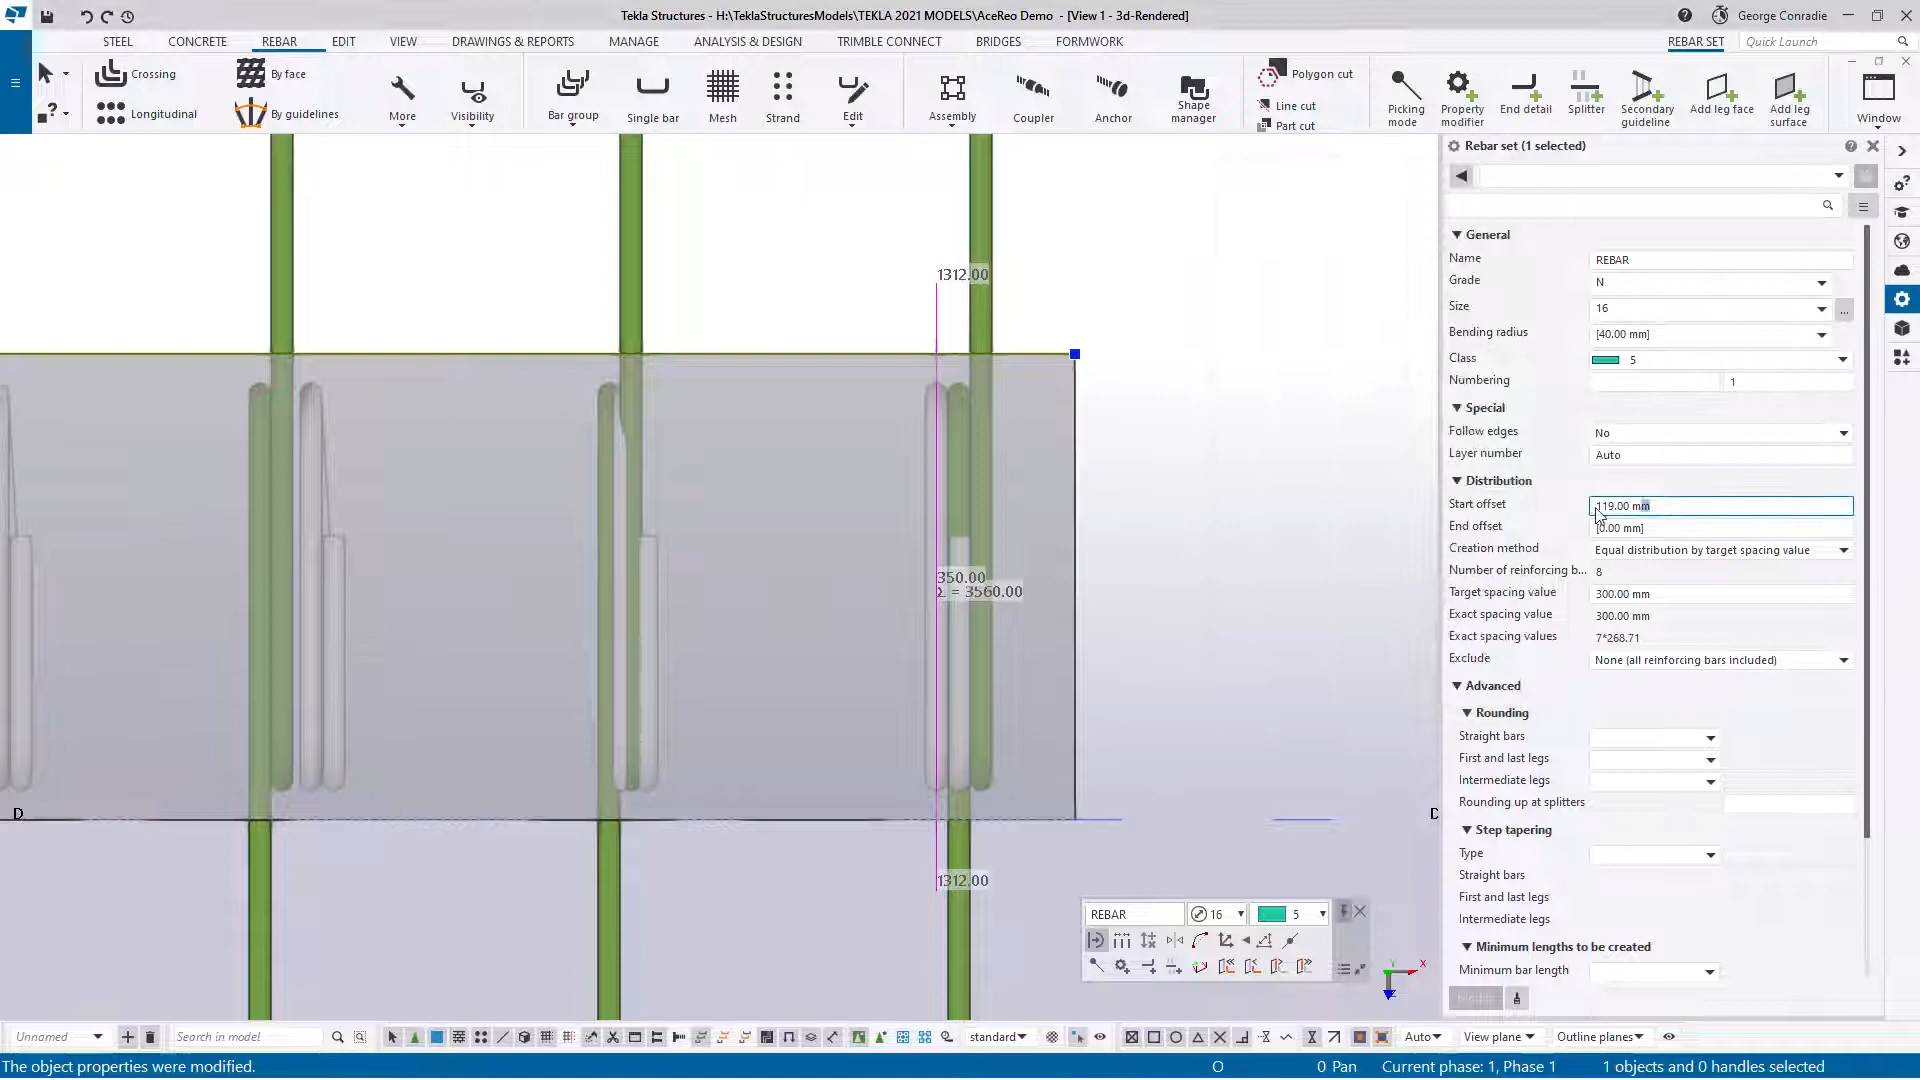 Tekla Structures - H:\TeklaStructuresModels\TEKLA 2021 MODELS\AceReo Demo - [View 1 - 3d-Rendered]
George Conradie
STEEL CONCRETE REBAR EDIT VIEW DRAWINGS & REPORTS MANAGE ANALYSIS & DESIGN TRIMBLE CONNECT BRIDGES FORMWORK REBAR SET Quick Launch
Crossing
Longitudinal
By face
By guidelines
More
Visibility
Bar group
Single bar
Mesh
Strand
Edit
Assembly
Coupler
Anchor
Shape
manager
Polygon cut
Line cut
Part cut
Picking
mode
Property
modifier
End detail
Splitter
Secondary
guideline
Add leg face
Add leg
surface
Window
1312.00
350.00
Σ = 3560.00
1312.00
D
D
Rebar set (1 selected)
General
Name REBAR
Grade N
Size 16 ...
Bending radius [40.00 mm]
Class 5
Numbering 1
Special
Follow edges No
Layer number Auto
Distribution
Start offset 119.00 mm
End offset [0.00 mm]
Creation method Equal distribution by target spacing value
Number of reinforcing b... 8
Target spacing value 300.00 mm
Exact spacing value 300.00 mm
Exact spacing values 7*268.71
Exclude None (all reinforcing bars included)
Advanced
Rounding
Straight bars
First and last legs
Intermediate legs
Rounding up at splitters
Step tapering
Type
Straight bars
First and last legs
Intermediate legs
Minimum lengths to be created
Minimum bar length
REBAR 16 5
Y X
Unnamed Search in model standard Auto View plane Outline planes
The object properties were modified. O 0 Pan Current phase: 1, Phase 1 1 objects and 0 handles selected